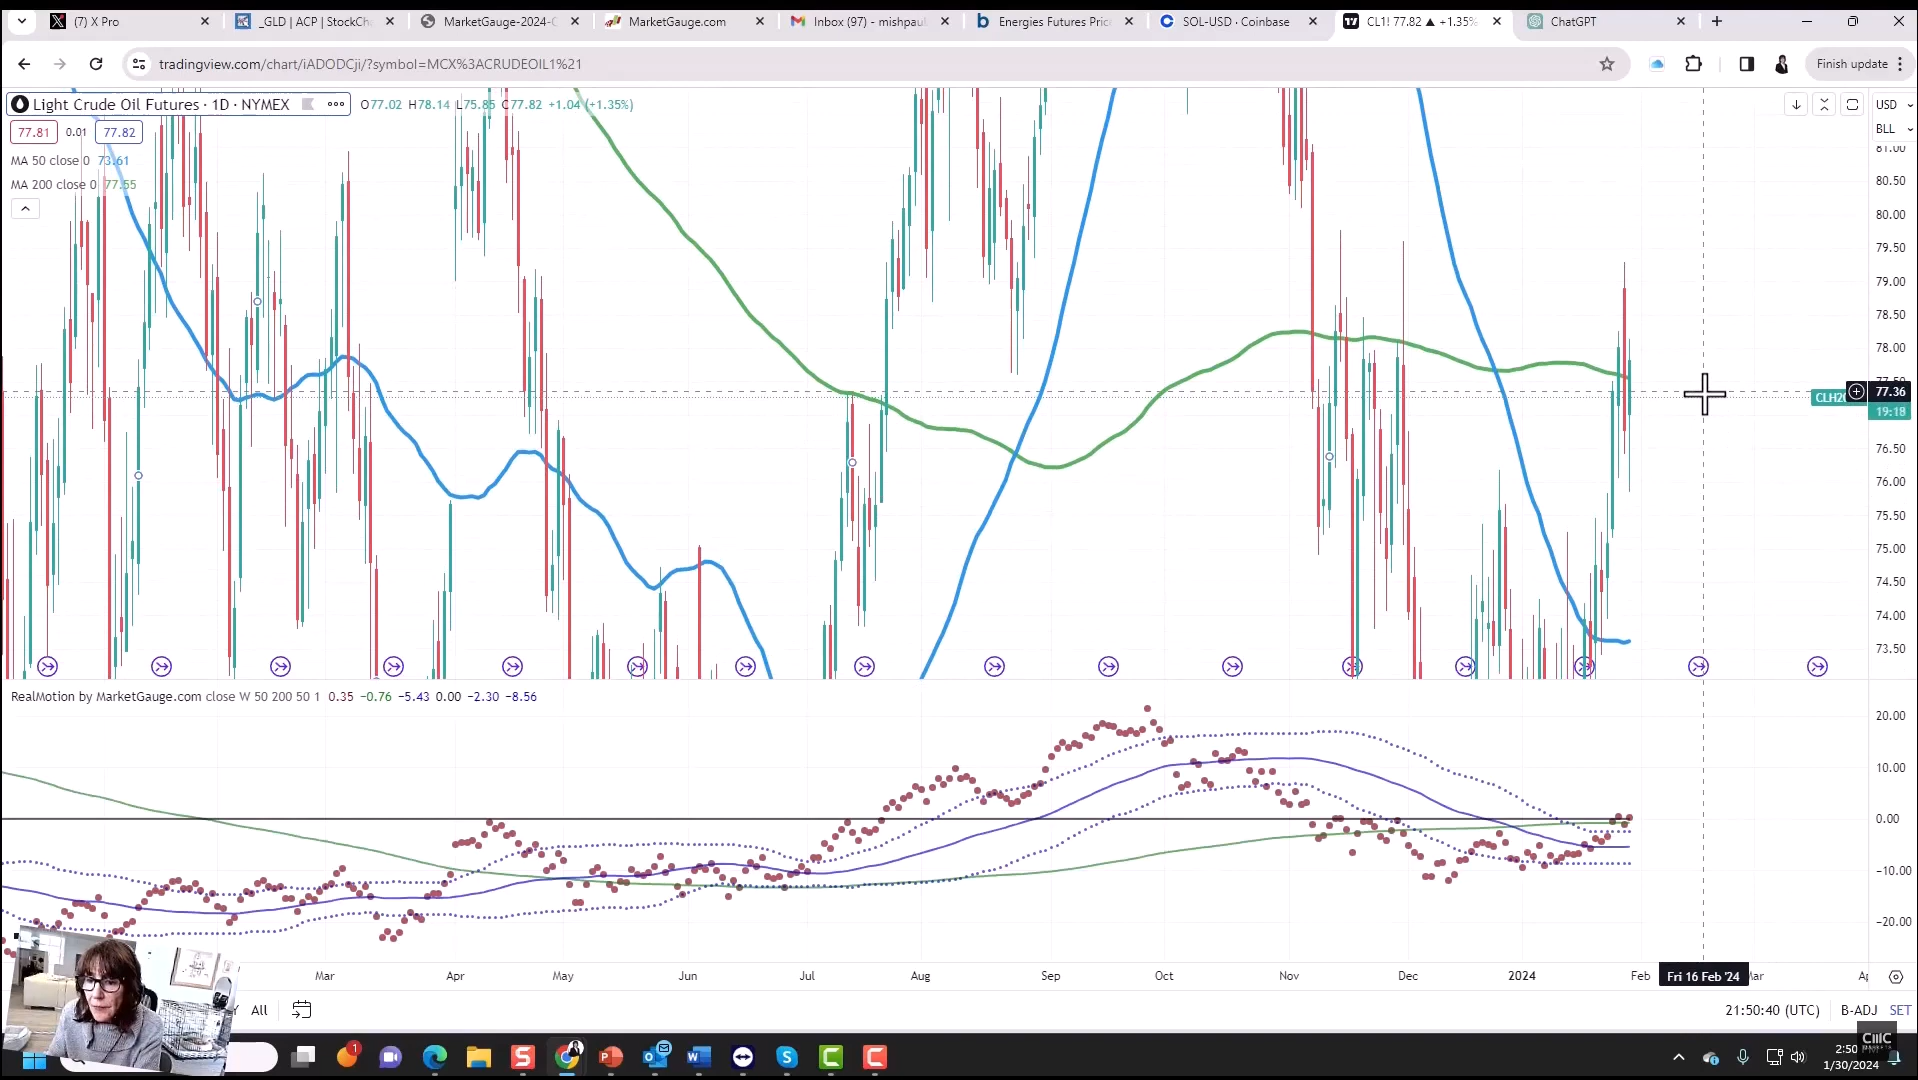 (7) X Pro
_GLD | ACP | StockCh
MarketGauge-2024-C
MarketGauge.com
Inbox (97) - mishpaul
Energies Futures Pric
SOL-USD · Coinbase
CL1! 77.82 ▲ +1.35%
ChatGPT
tradingview.com/chart/iADODCji/?symbol=MCX%3ACRUDEOIL1%21
Finish update
Light Crude Oil Futures · 1D · NYMEX
O77.02 H78.14 L75.85 C77.82 +1.04 (+1.35%)
USD
77.81 0.01 77.82
BLL
MA 50 close 0 73.61
MA 200 close 0 77.55
81.00
80.50
80.00
79.50
79.00
78.50
78.00
CLH20
77.36
19:18
76.50
76.00
75.50
75.00
74.50
74.00
73.50
RealMotion by MarketGauge.com close W 50 200 50 1 0.35 −0.76 −5.43 0.00 −2.30 −8.56
20.00
10.00
0.00
−10.00
−20.00
Mar Apr May Jun Jul Aug Sep Oct Nov Dec 2024 Feb Fri 16 Feb '24
All
21:50:40 (UTC) B-ADJ SET
1
CMC
2:50
1/30/2024